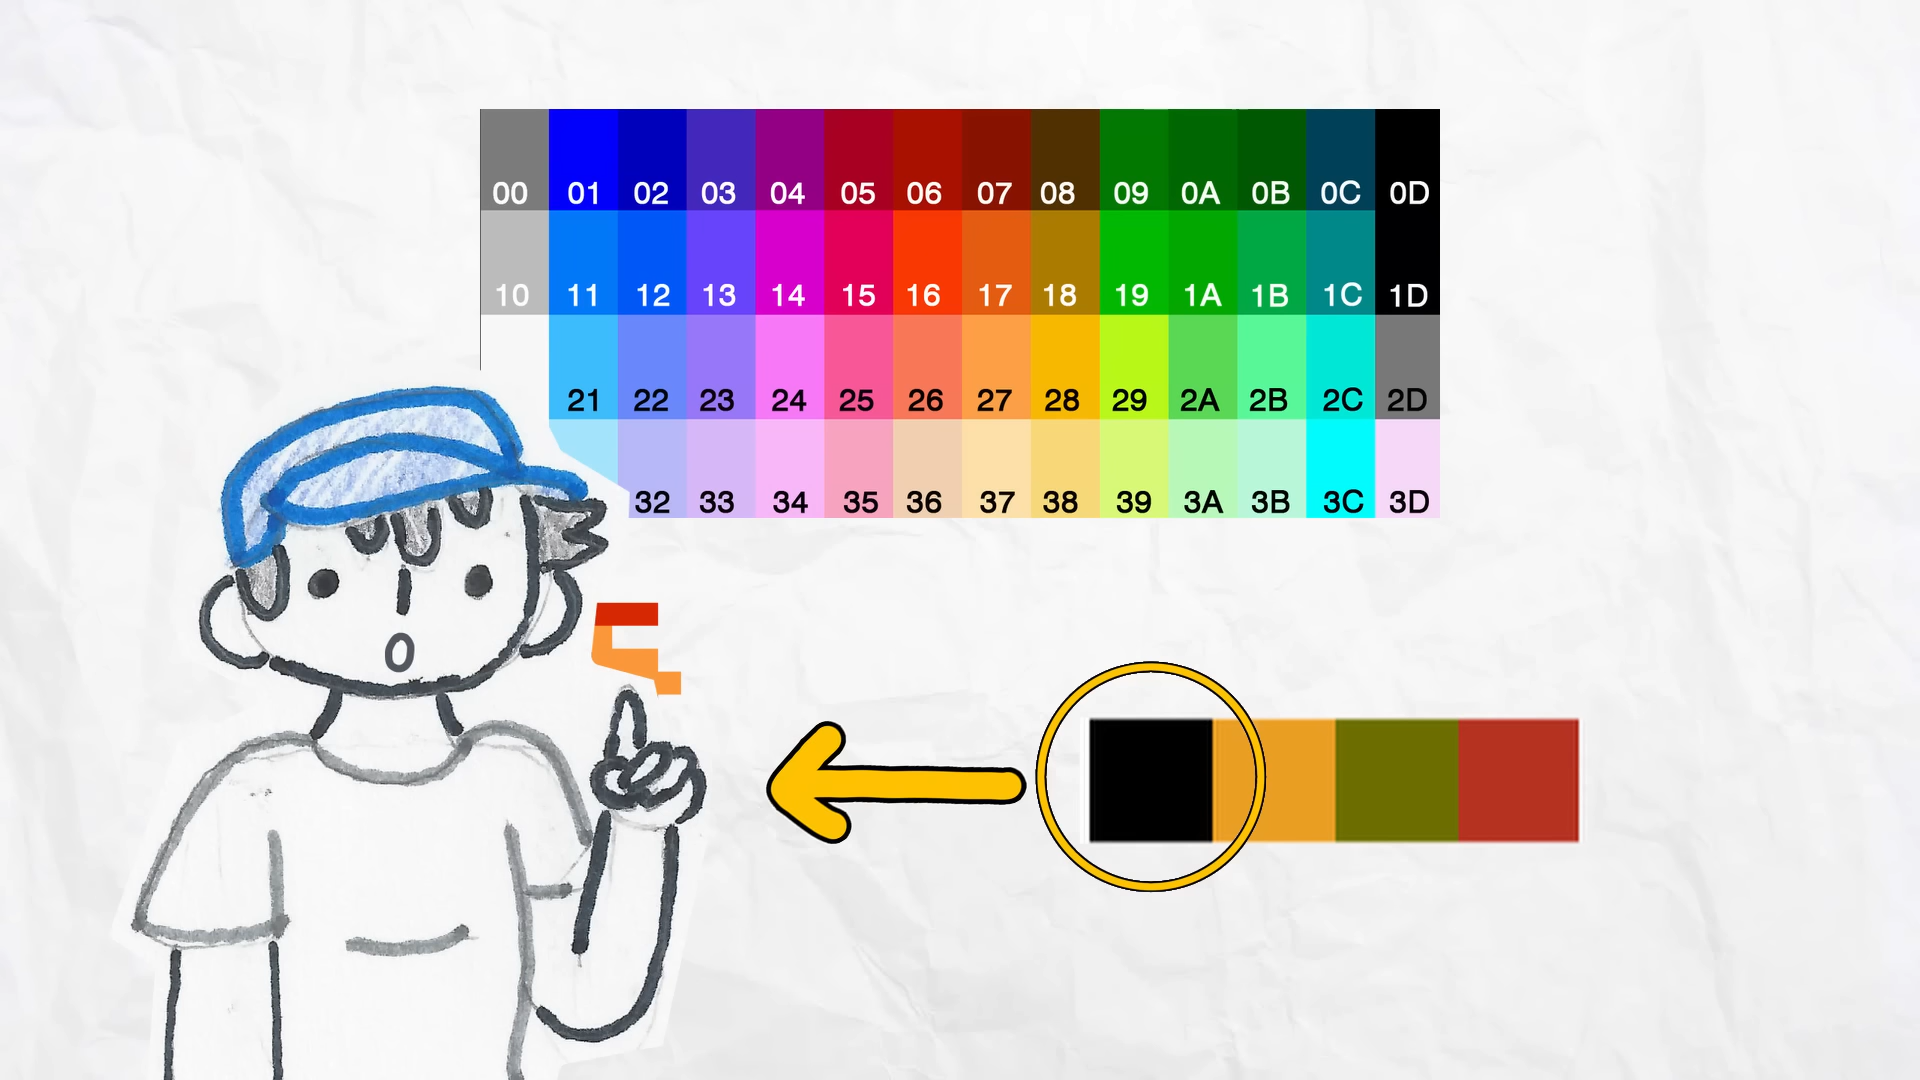 00 01 02 03 04 05 06 07 08 09 0A 0B 0C 0D
10 11 12 13 14 15 16 17 18 19 1A 1B 1C 1D
21 22 23 24 25 26 27 28 29 2A 2B 2C 2D
32 33 34 35 36 37 38 39 3A 3B 3C 3D